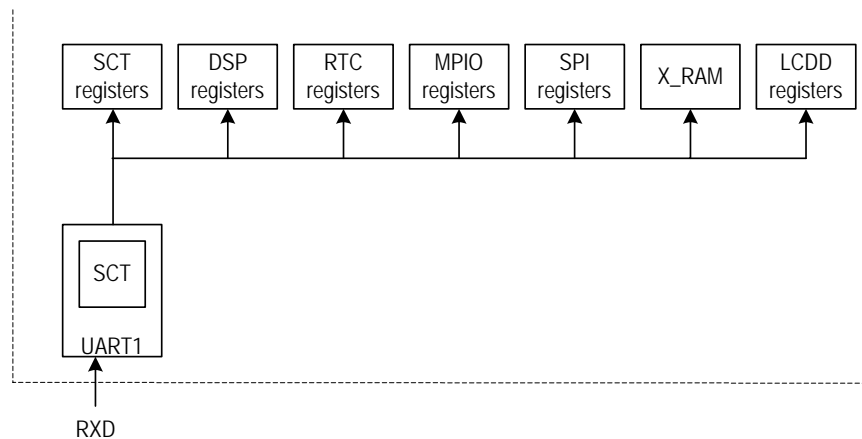 SCT
registers
DSP
registers
RTC
registers
MPIO
registers
SPI
registers
X_RAM
LCDD
registers
SCT
UART1
RXD